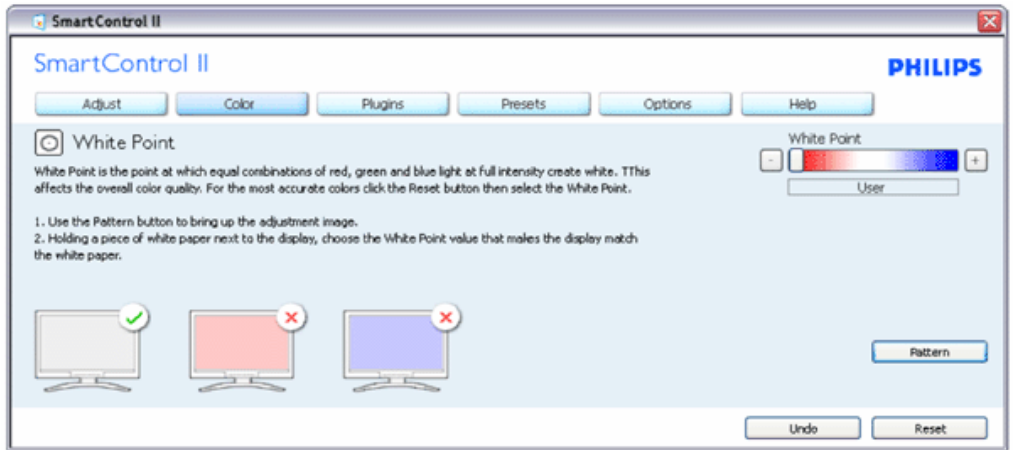 SmartControl II
SmartControl II
PHILIPS
Adjust
Color
Plugins
Presets
Options
Help
White Point
White Point is the point at which equal combinations of red, green and blue light at full intensity create white. TThis
affects the overall color quality. For the most accurate colors click the Reset button then select the White Point.
1. Use the Pattern button to bring up the adjustment image.
2. Holding a piece of white paper next to the display, choose the White Point value that makes the display match
the white paper.
White Point
-
+
User
Pattern
Undo
Reset